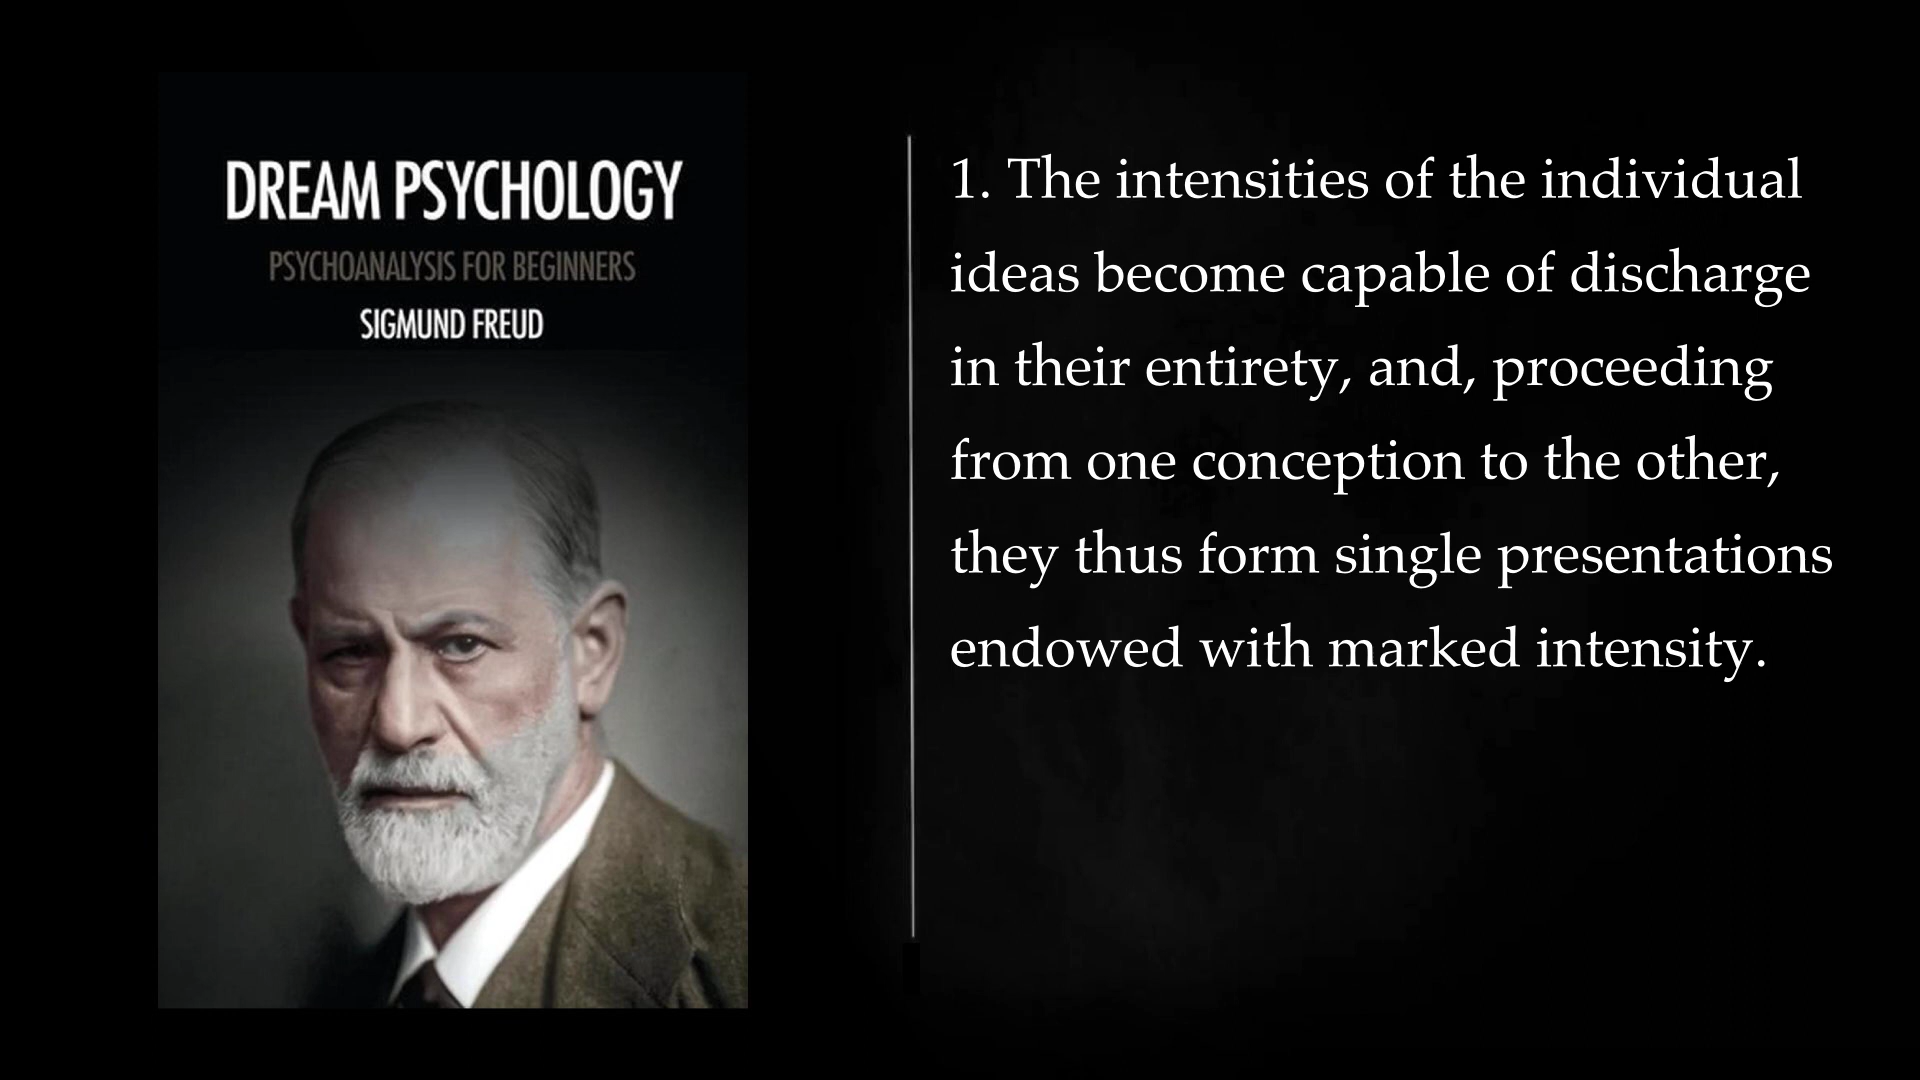 DREAM PSYCHOLOGY
PSYCHOANALYSIS FOR BEGINNERS
SIGMUND FREUD
1. The intensities of the individual
ideas become capable of discharge
in their entirety, and, proceeding
from one conception to the other,
they thus form single presentations
endowed with marked intensity.